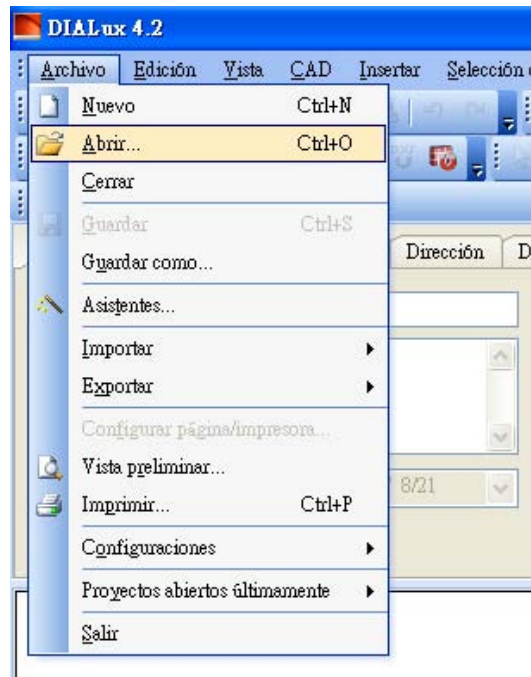 DIALux 4.2
Archivo Edición Vista CAD Insertar Selección
Nuevo Ctrl+N
Abrir... Ctrl+O
Cerrar
Guardar Ctrl+S
Guardar como...
Dirección D
Asistentes...
Importar
Exportar
Configurar página/impresora...
Vista preliminar...
8/21
Imprimir... Ctrl+P
Configuraciones
Proyectos abiertos últimamente
Salir